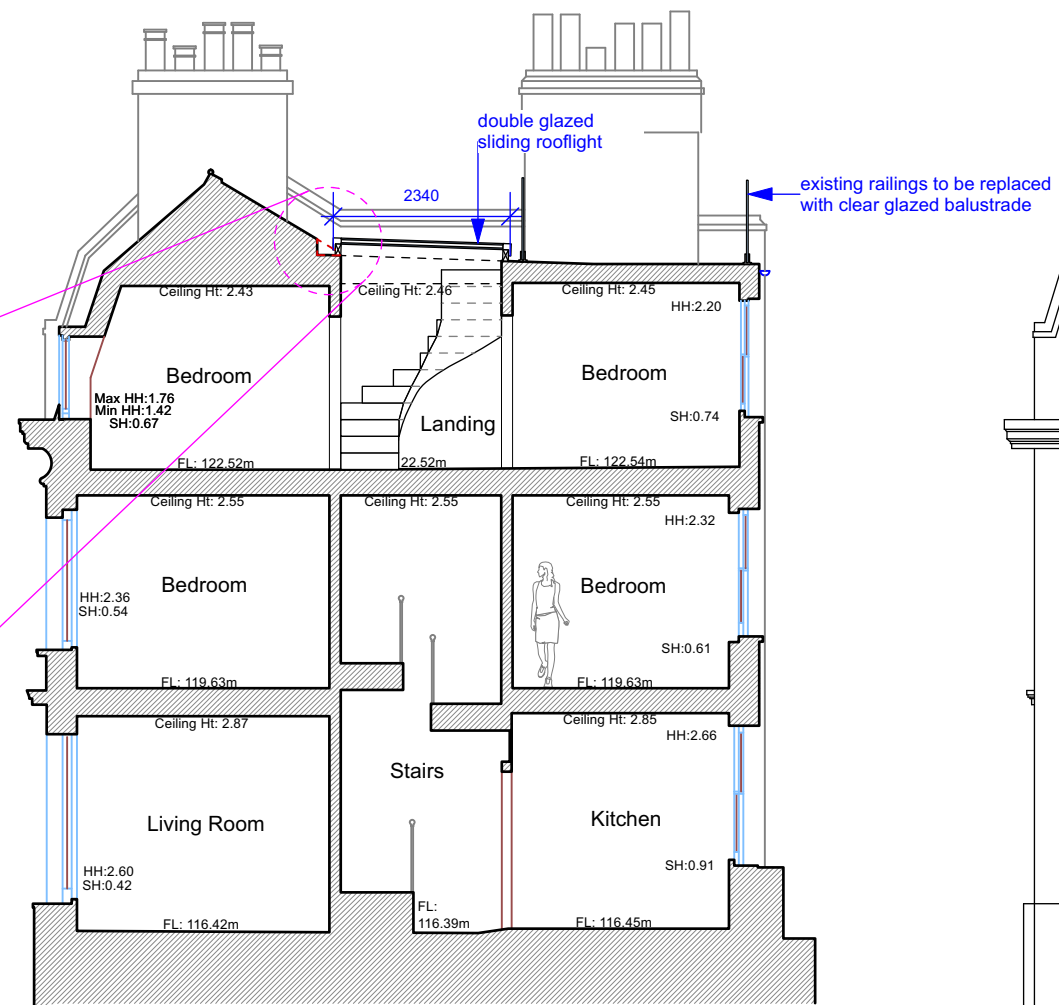 double glazed
sliding rooflight
2340
existing railings to be replaced
with clear glazed balustrade
Ceiling Ht: 2.43
Ceiling Ht: 2.46
Ceiling Ht: 2.45
HH:2.20
Bedroom
Bedroom
Max HH:1.76
Min HH:1.42
SH:0.67
Landing
SH:0.74
FL: 122.52m
22.52m
FL: 122.54m
Ceiling Ht: 2.55
Ceiling Ht: 2.55
Ceiling Ht: 2.55
HH:2.32
Bedroom
Bedroom
HH:2.36
SH:0.54
SH:0.61
FL: 119.63m
FL: 119.63m
Ceiling Ht: 2.87
Ceiling Ht: 2.85
HH:2.66
Stairs
Living Room
Kitchen
HH:2.60
SH:0.42
SH:0.91
FL: 116.42m
FL:
116.39m
FL: 116.45m